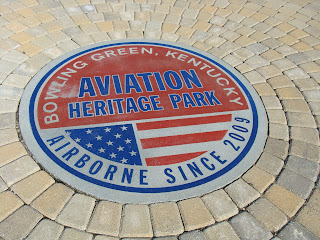 BOWLING GREEN, KENTUCKY
AVIATION
HERITAGE PARK
AIRBORNE SINCE 2009